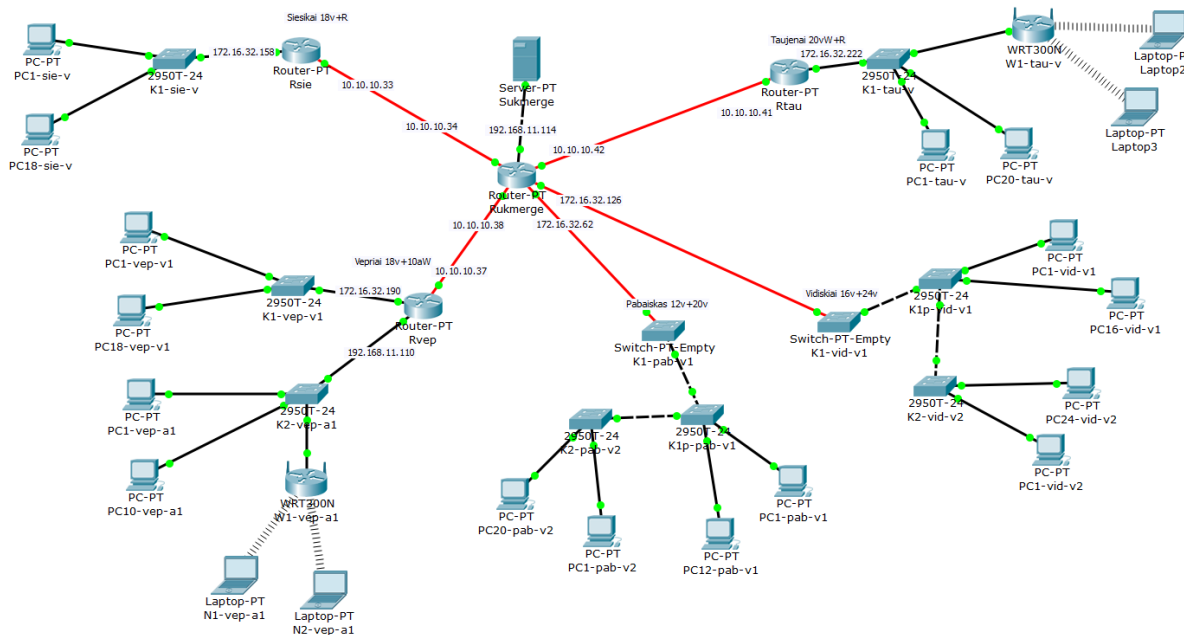 Siesikai 18v+R
172.16.32.158
PC-PT
PC1-sie-v
2950T-24
K1-sie-v
Router-PT
Rsie
PC-PT
PC18-sie-v
10.10.10.33
10.10.10.34
Server-PT
Sukmerge
192.168.11.114
Router-PT
Rukmerge
Taujenai 20vW+R
172.16.32.222
Router-PT
Rtau
2950T-24
K1-tau-v
WRT300N
W1-tau-v
Laptop-P
Laptop2
Laptop-PT
Laptop3
PC-PT
PC1-tau-v
PC-PT
PC20-tau-v
10.10.10.41
10.10.10.42
172.16.32.126
172.16.32.62
10.10.10.38
10.10.10.37
Vepriai 18v+10aW
172.16.32.190
PC-PT
PC1-vep-v1
2950T-24
K1-vep-v1
PC-PT
PC18-vep-v1
Router-PT
Rvep
192.168.11.110
PC-PT
PC1-vep-a1
2950T-24
K2-vep-a1
PC-PT
PC10-vep-a1
WRT300N
W1-vep-a1
Laptop-PT
N1-vep-a1
Laptop-PT
N2-vep-a1
Pabaiskas 12v+20v
Switch-PT-Empty
K1-pab-v1
2950T-24
K2-pab-v2
2950T-24
K1p-pab-v1
PC-PT
PC20-pab-v2
PC-PT
PC1-pab-v2
PC-PT
PC12-pab-v1
PC-PT
PC1-pab-v1
Vidiskiai 16v+24v
Switch-PT-Empty
K1-vid-v1
2950T-24
K1p-vid-v1
PC-PT
PC1-vid-v1
PC-PT
PC16-vid-v1
2950T-24
K2-vid-v2
PC-PT
PC24-vid-v2
PC-PT
PC1-vid-v2